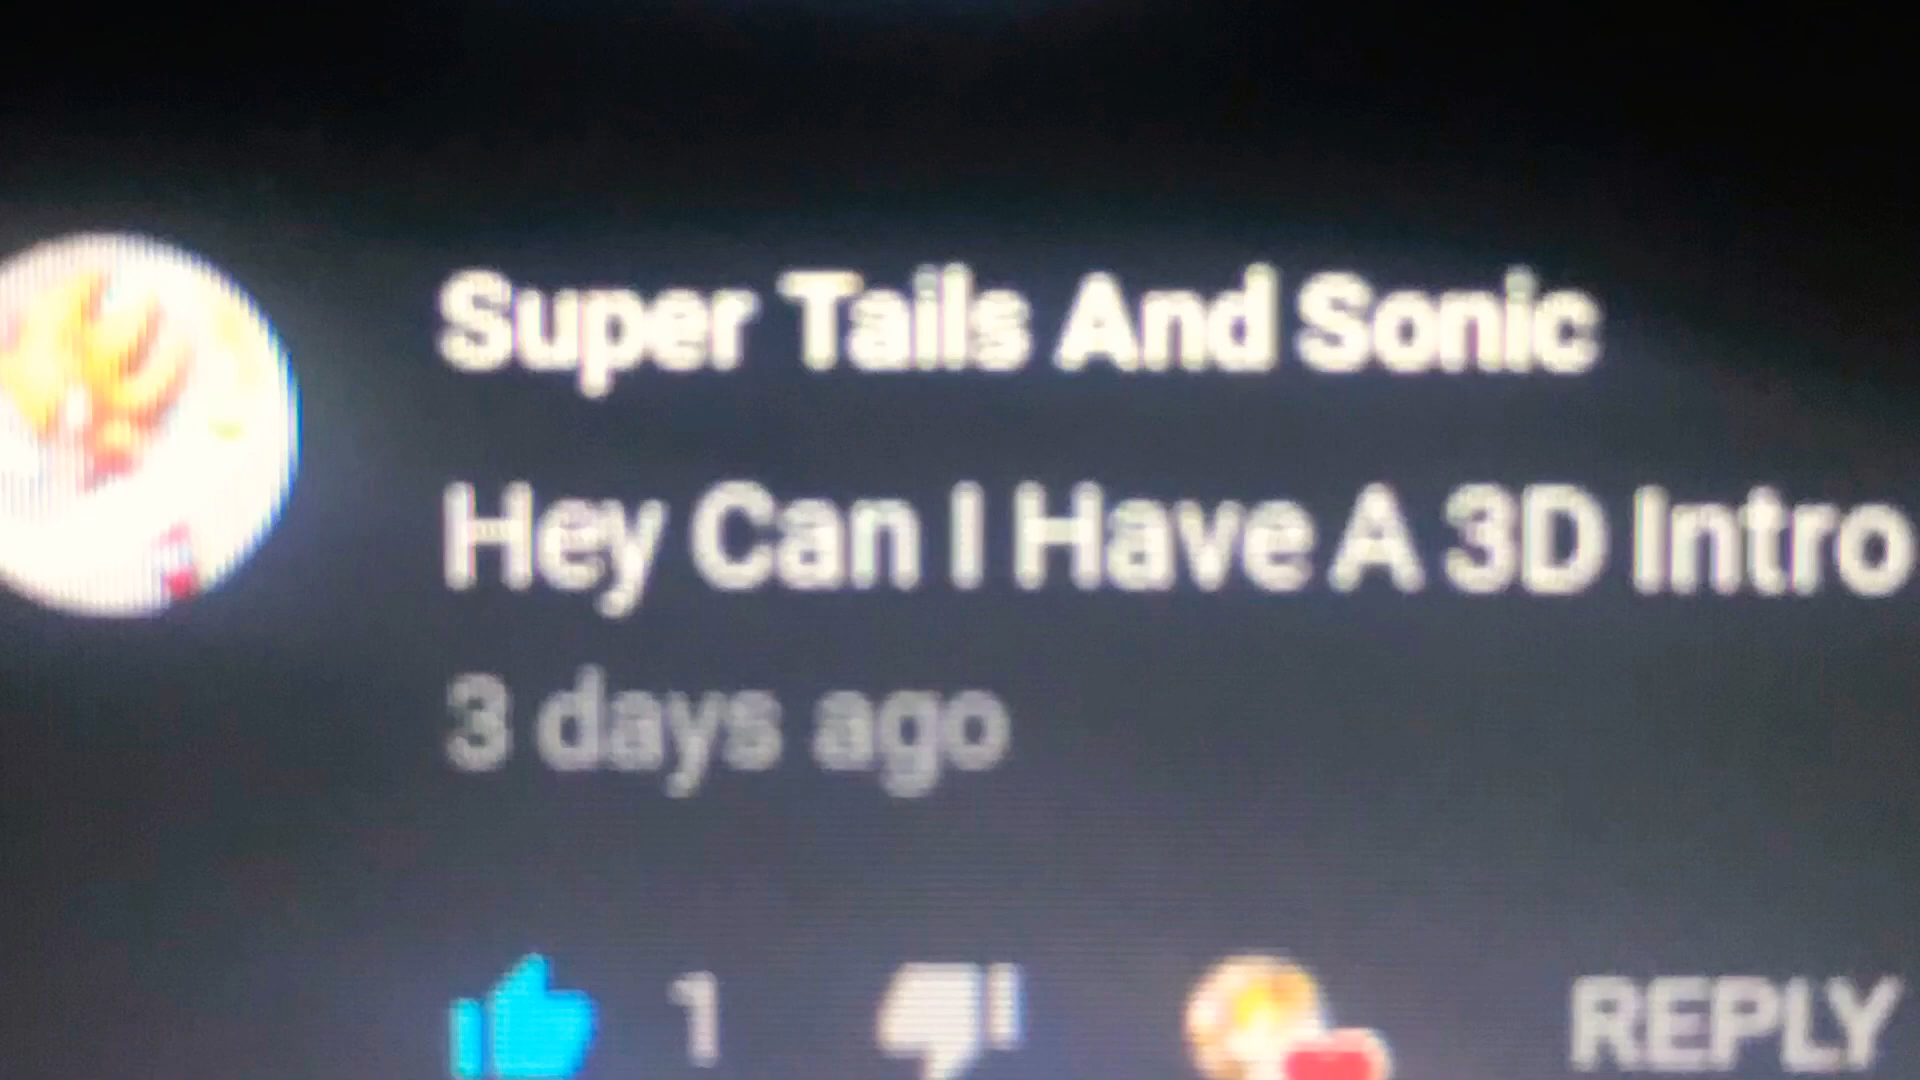 Super Tails And Sonic
Hey Can I Have A 3D Intro
3 days ago
1 REPLY